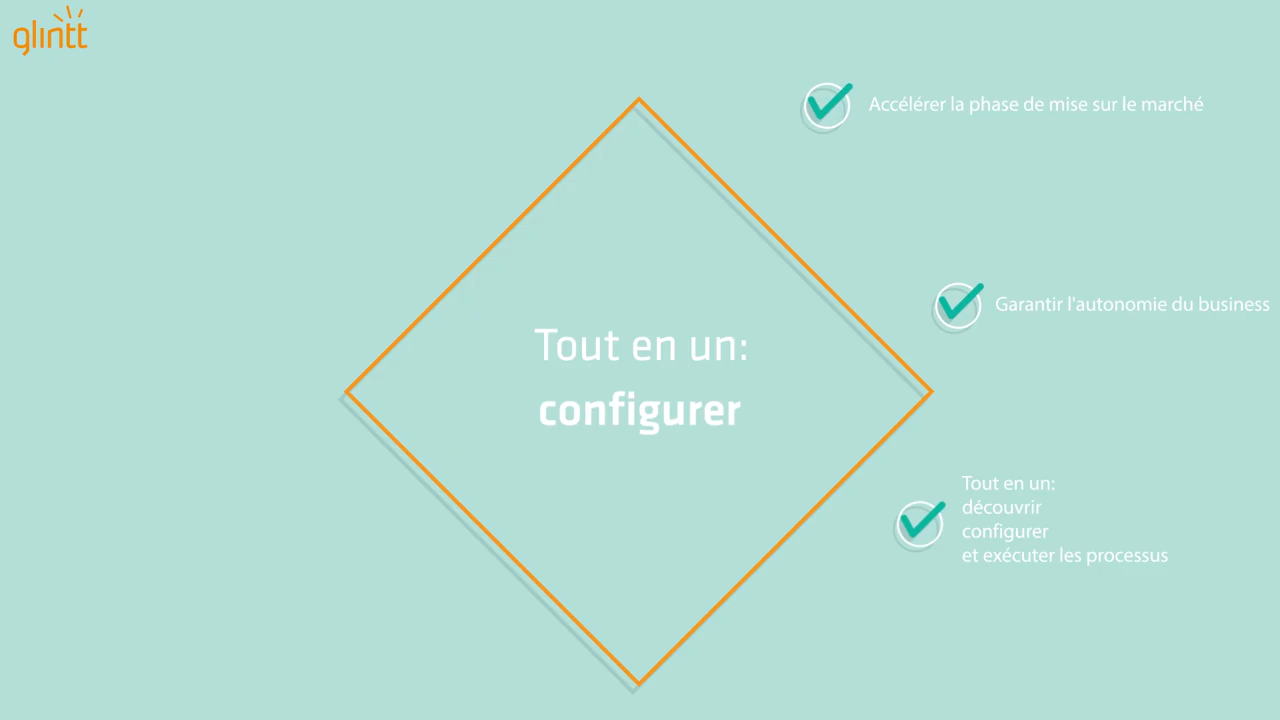 glintt
Accélérer la phase de mise sur le marché
Garantir l'autonomie du business
Tout en un:
configurer
Tout en un:
découvrir
configurer
et exécuter les processus